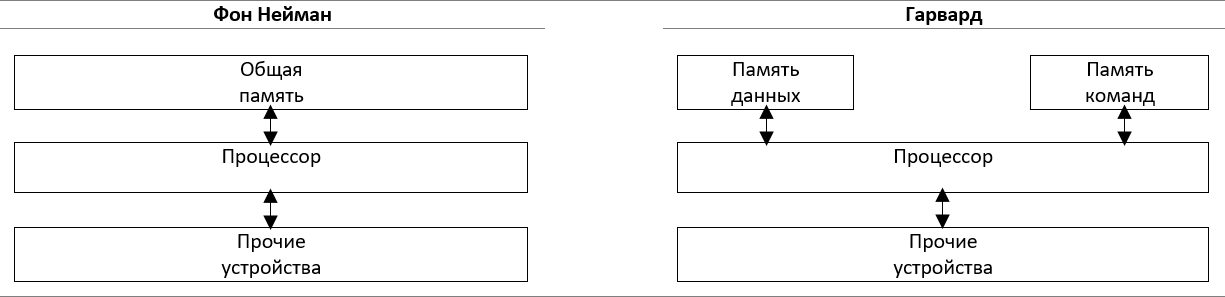 Фон Нейман
Общая
память
Процессор
Прочие
устройства
Гарвард
Память
данных
Память
команд
Процессор
Прочие
устройства